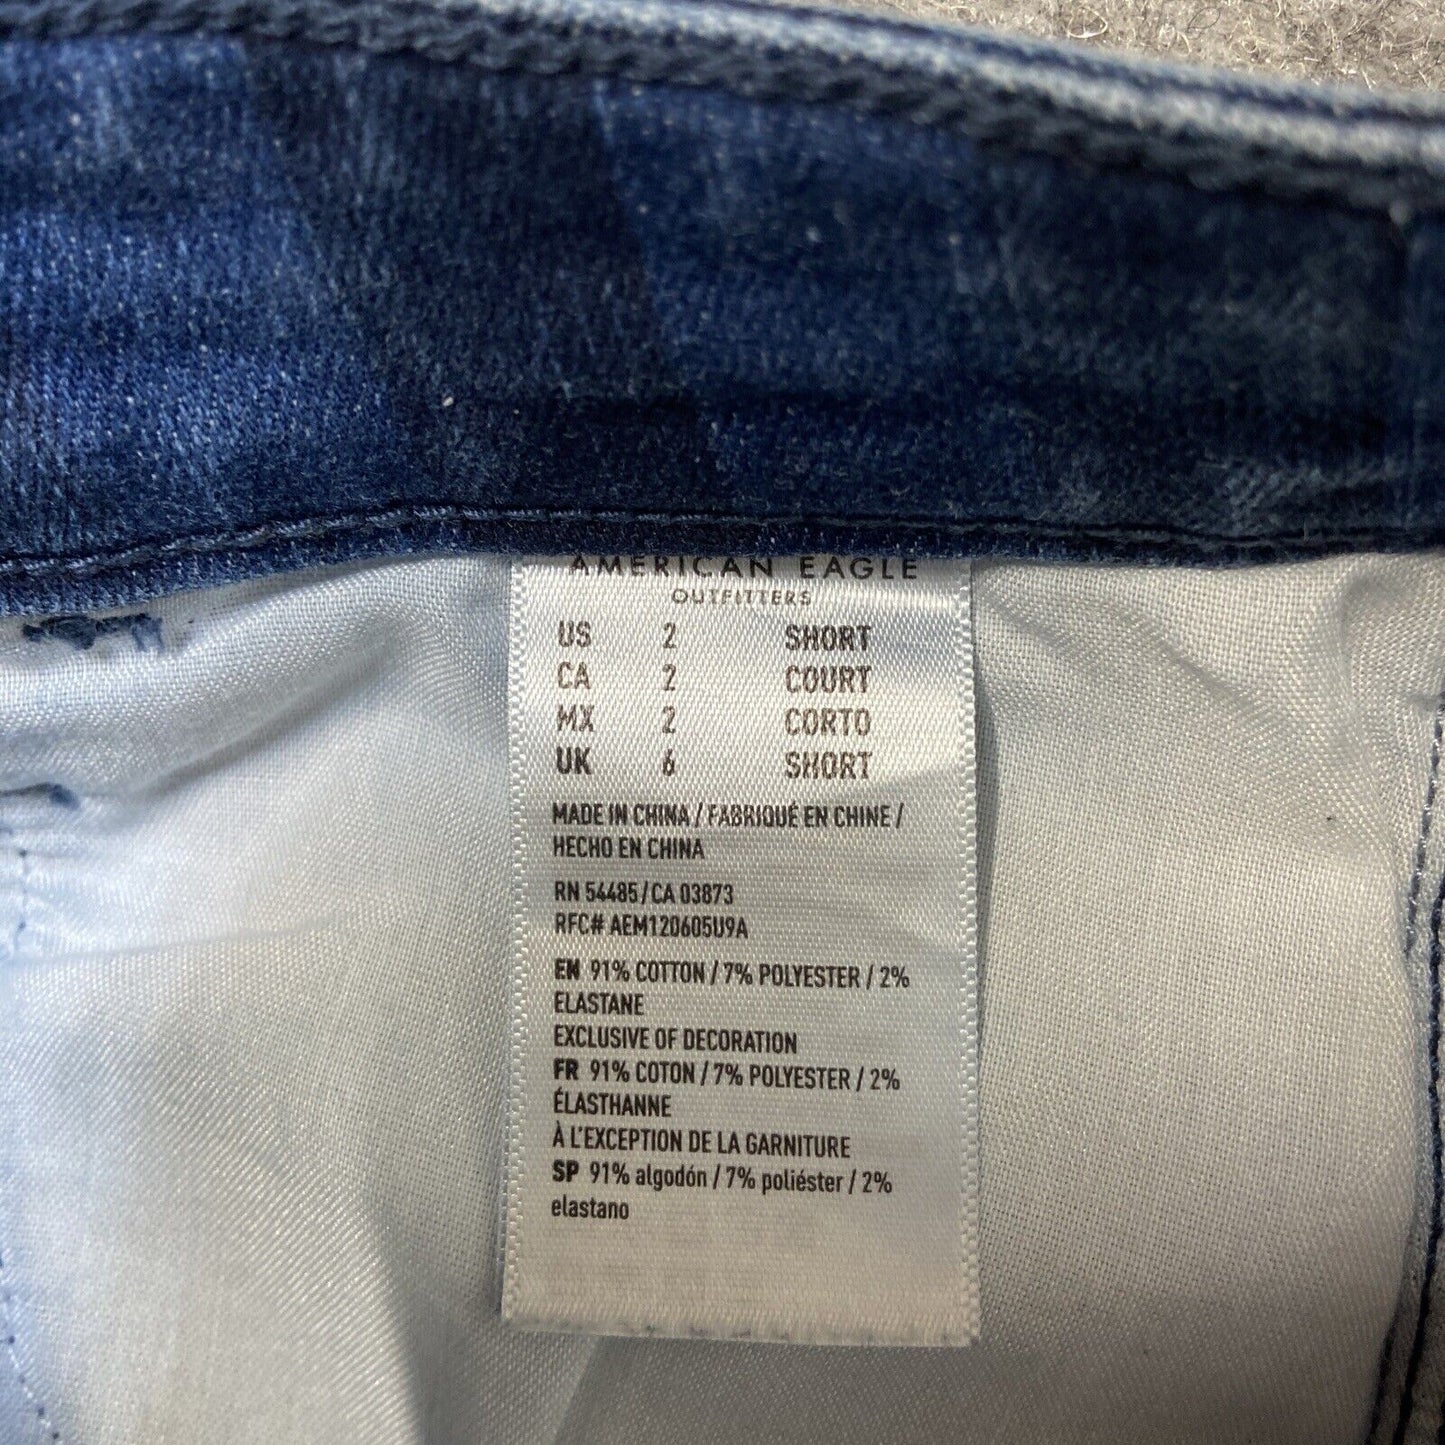 AMERICAN EAGLE
OUTFITTERS
US 2 SHORT
CA 2 COURT
MX 2 CORTO
UK 6 SHORT
MADE IN CHINA / FABRIQUÉ EN CHINE /
HECHO EN CHINA
RN 54485/CA 03873
RFC# AEM120605U9A
EN 91% COTTON / 7% POLYESTER / 2%
ELASTANE
EXCLUSIVE OF DECORATION
FR 91% COTON / 7% POLYESTER / 2%
ÉLASTHANNE
À L'EXCEPTION DE LA GARNITURE
SP 91% algodón / 7% poliéster / 2%
elastano